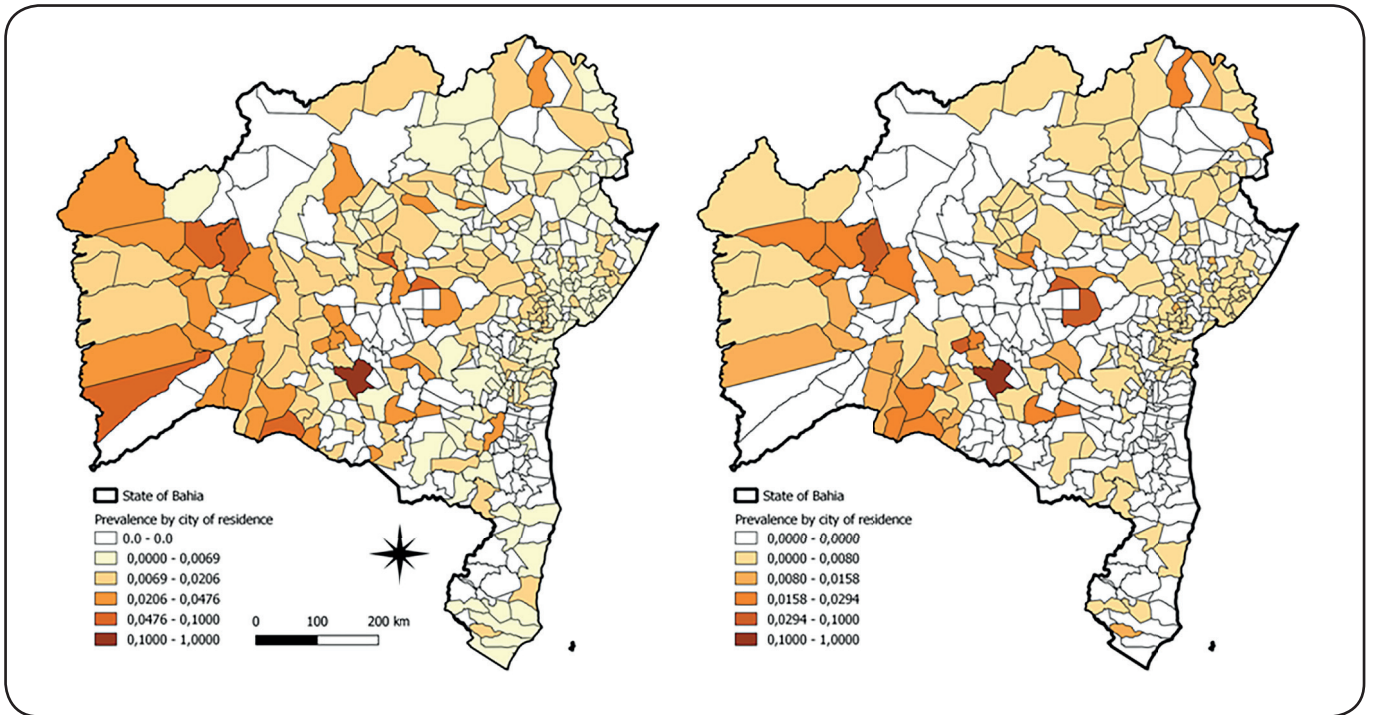 State of Bahia
Prevalence by city of residence
0.0 - 0.0
0,0000 - 0,0069
0,0069 - 0,0206
0,0206 - 0,0476
0,0476 - 0,1000
0,1000 - 1,0000
0 100 200 km
State of Bahia
Prevalence by city of residence
0,0000 - 0,0000
0,0000 - 0,0080
0,0080 - 0,0158
0,0158 - 0,0294
0,0294 - 0,1000
0,1000 - 1,0000